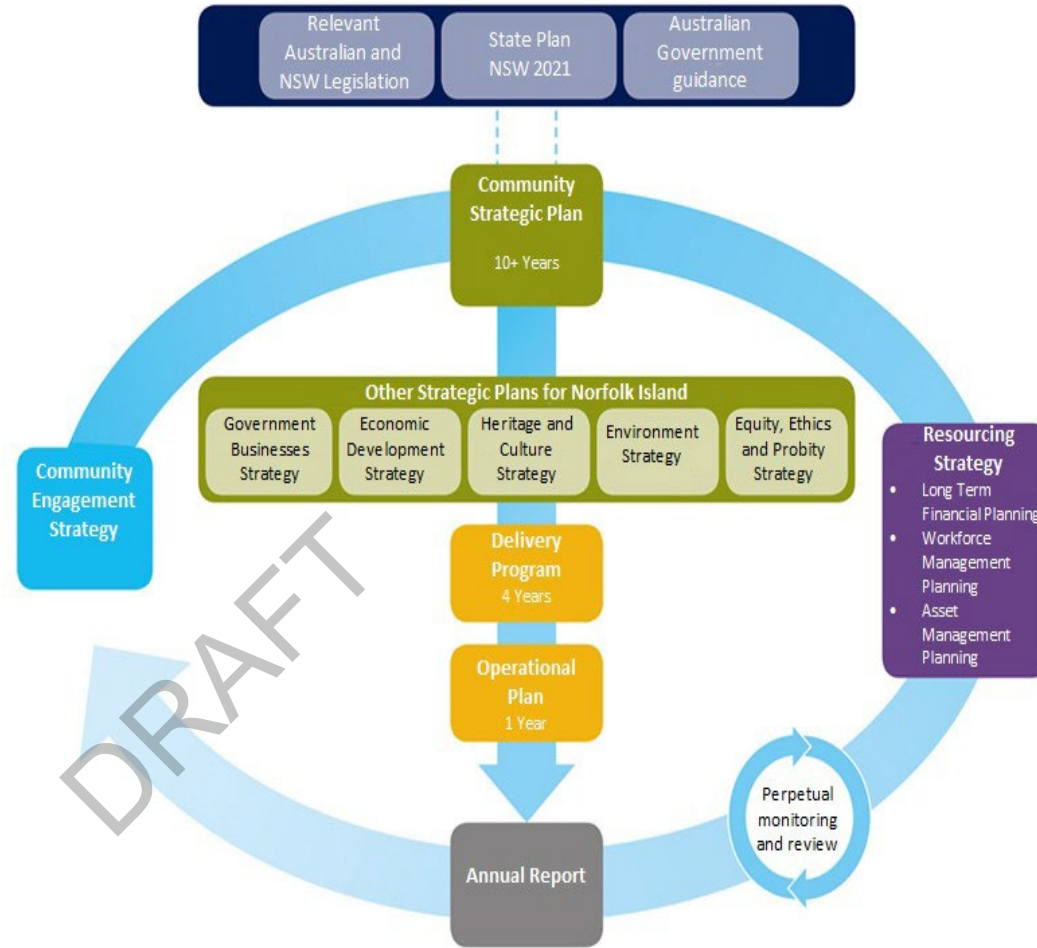 Relevant
Australian and
NSW Legislation
State Plan
NSW 2021
Australian
Government
guidance
Community
Strategic Plan
10+ Years
Other Strategic Plans for Norfolk Island
Government
Businesses
Strategy
Economic
Development
Strategy
Heritage and
Culture
Strategy
Environment
Strategy
Equity, Ethics
and Probity
Strategy
Community
Engagement
Strategy
Resourcing
Strategy
• Long Term
Financial Planning
• Workforce
Management
Planning
• Asset
Management
Planning
Delivery
Program
4 Years
Operational
Plan
1 Year
Perpetual
monitoring
and review
Annual Report
DRAFT